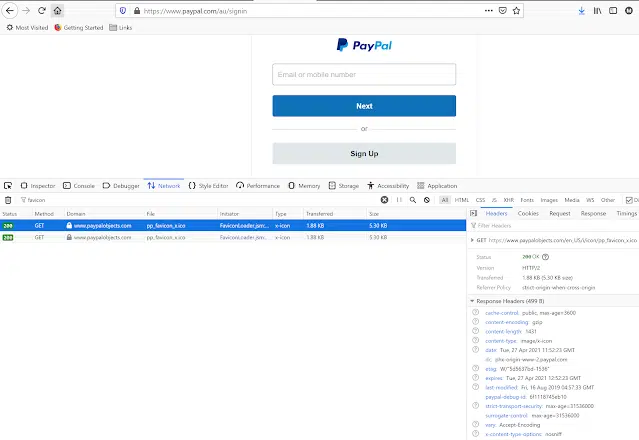 https://www.paypal.com/au/signin
Most Visited Getting Started Links
PayPal
Email or mobile number
Next
or
Sign Up
Inspector Console Debugger Network Style Editor Performance Memory Storage Accessibility Application
favicon
All HTML CSS JS XHR Fonts Images Media WS Other
Status Method Domain File Initiator Type Transferred Size
Headers Cookies Request Response Timings
200 GET www.paypalobjects.com pp_favicon_x.ico FaviconLoader.jsm... x-icon 1.88 KB 5.30 KB
200 GET www.paypalobjects.com pp_favicon_x.ico FaviconLoader.jsm... x-icon 1.88 KB 5.30 KB
Filter Headers
GET https://www.paypalobjects.com/en_US/i/icon/pp_favicon_x.ico
Status 200 OK
Version HTTP/2
Transferred 1.88 KB (5.30 KB size)
Referrer Policy strict-origin-when-cross-origin
Response Headers (499 B)
cache-control: public, max-age=3600
content-encoding: gzip
content-length: 1431
content-type: image/x-icon
date: Tue, 27 Apr 2021 11:52:23 GMT
dc: phx-origin-www-2.paypal.com
etag: W/"5d5637bd-1536"
expires: Tue, 27 Apr 2021 12:52:23 GMT
last-modified: Fri, 16 Aug 2019 04:57:33 GMT
paypal-debug-id: 6f1118745eb10
strict-transport-security: max-age=31536000
surrogate-control: max-age=31536000
vary: Accept-Encoding
x-content-type-options: nosniff